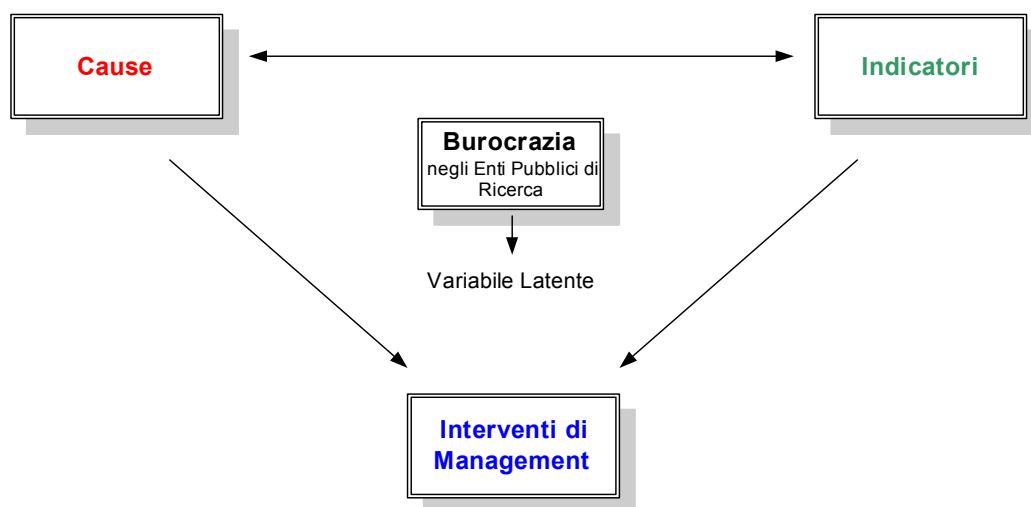 Cause
Indicatori
Burocrazia
negli Enti Pubblici di
Ricerca
Variabile Latente
Interventi di
Management